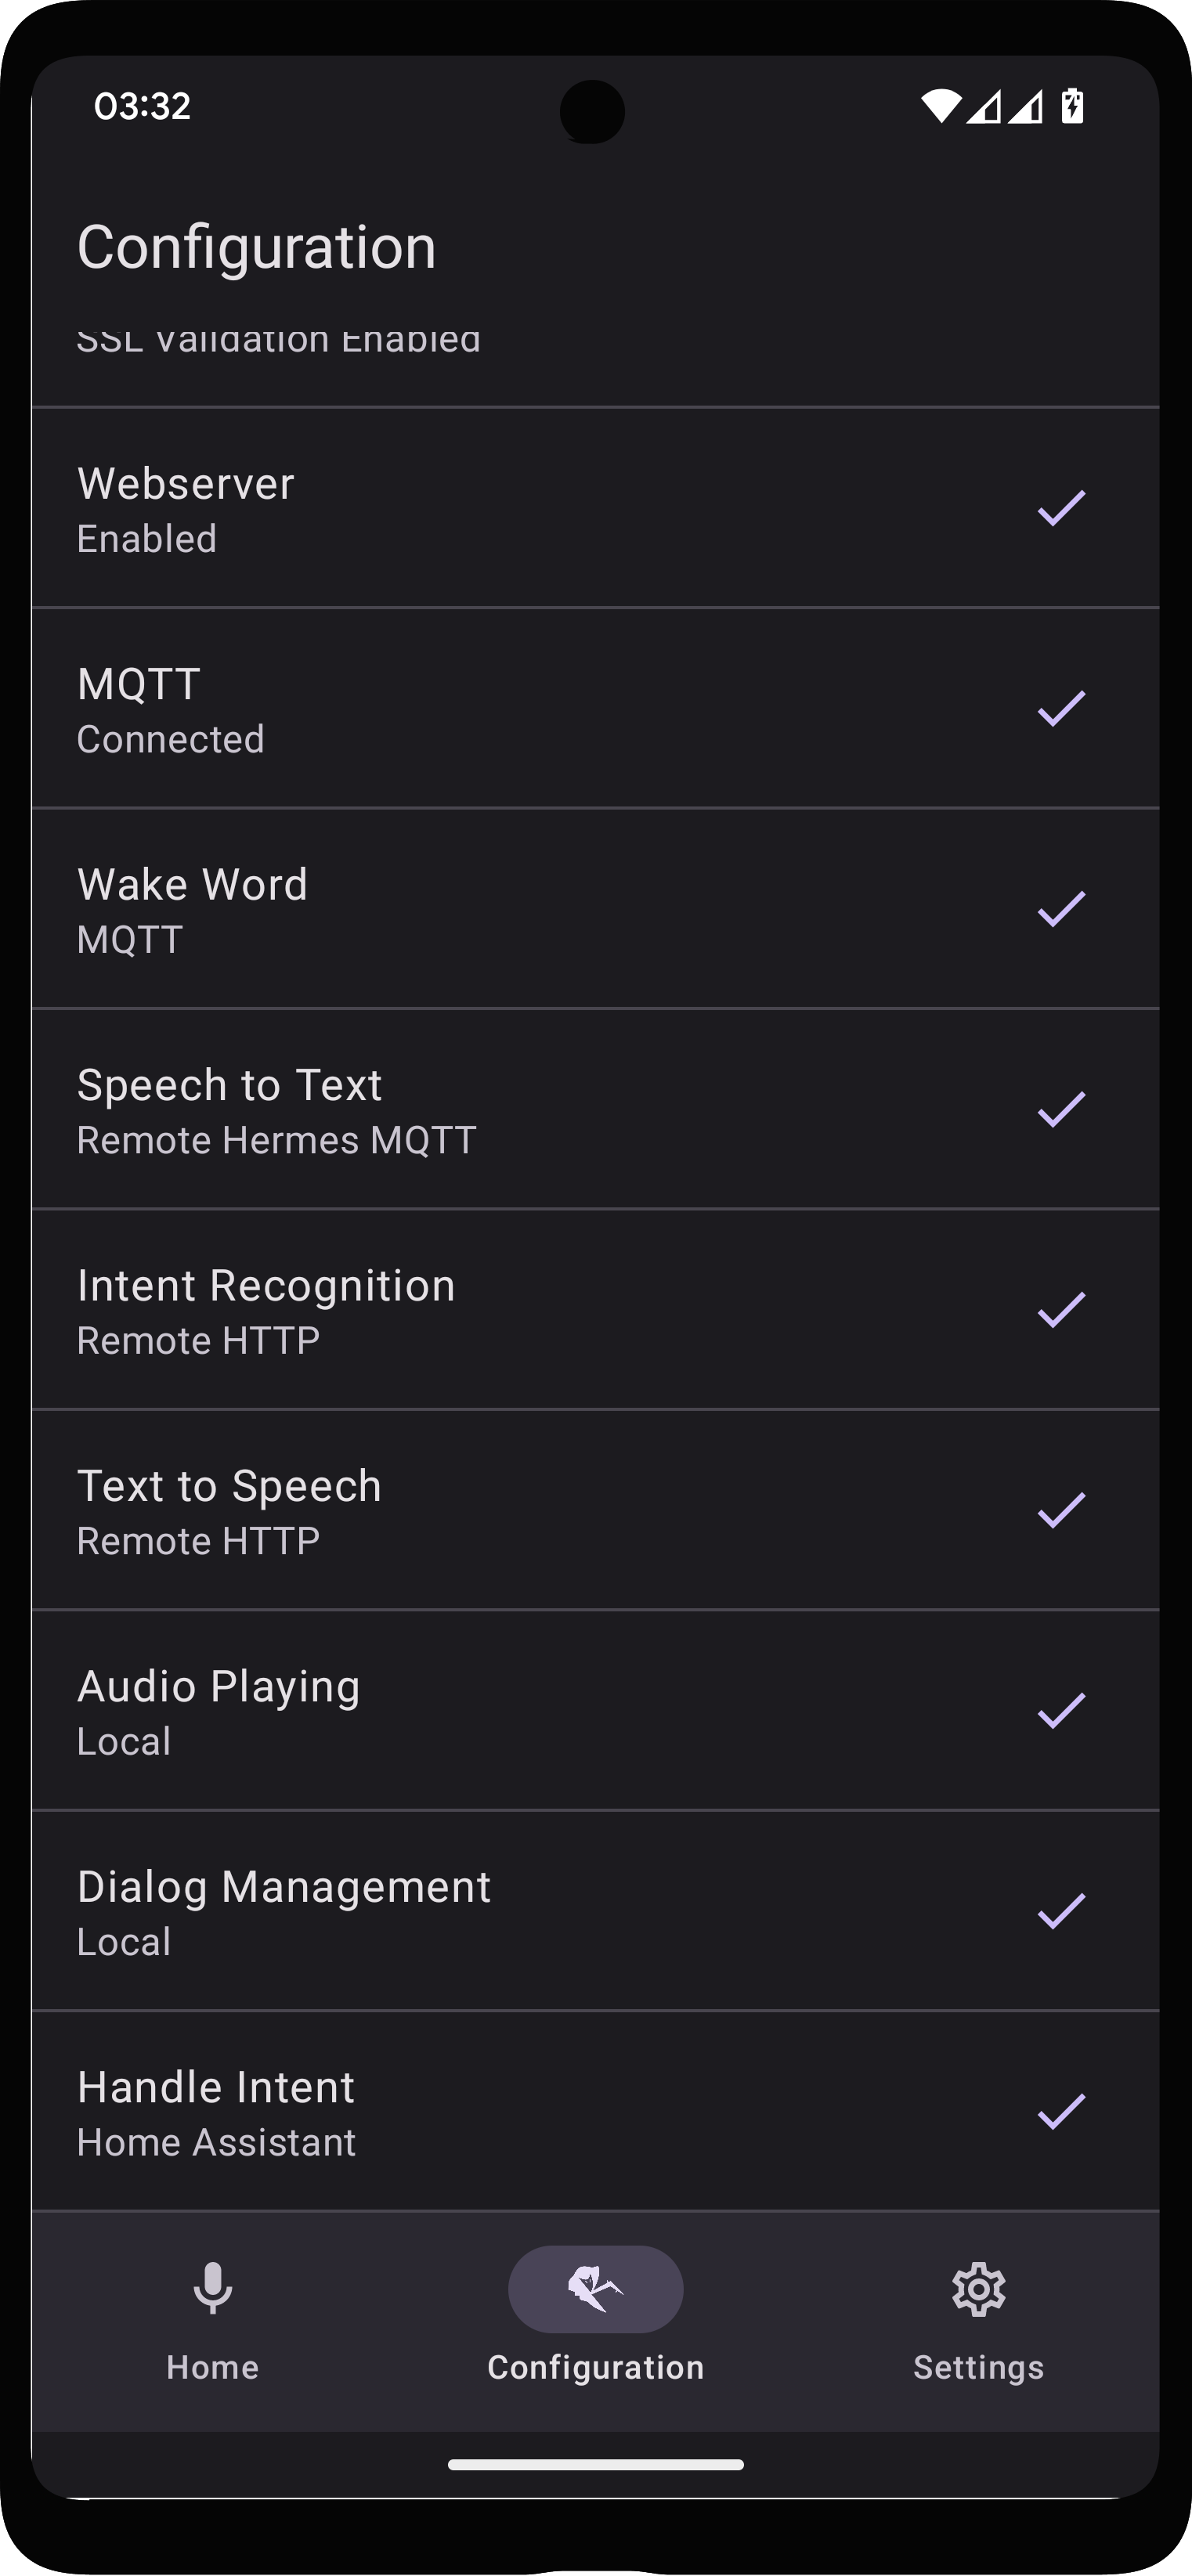 03:32
Configuration
SSL Validation Enabled
Webserver
Enabled
MQTT
Connected
Wake Word
MQTT
Speech to Text
Remote Hermes MQTT
Intent Recognition
Remote HTTP
Text to Speech
Remote HTTP
Audio Playing
Local
Dialog Management
Local
Handle Intent
Home Assistant
Home
Configuration
Settings